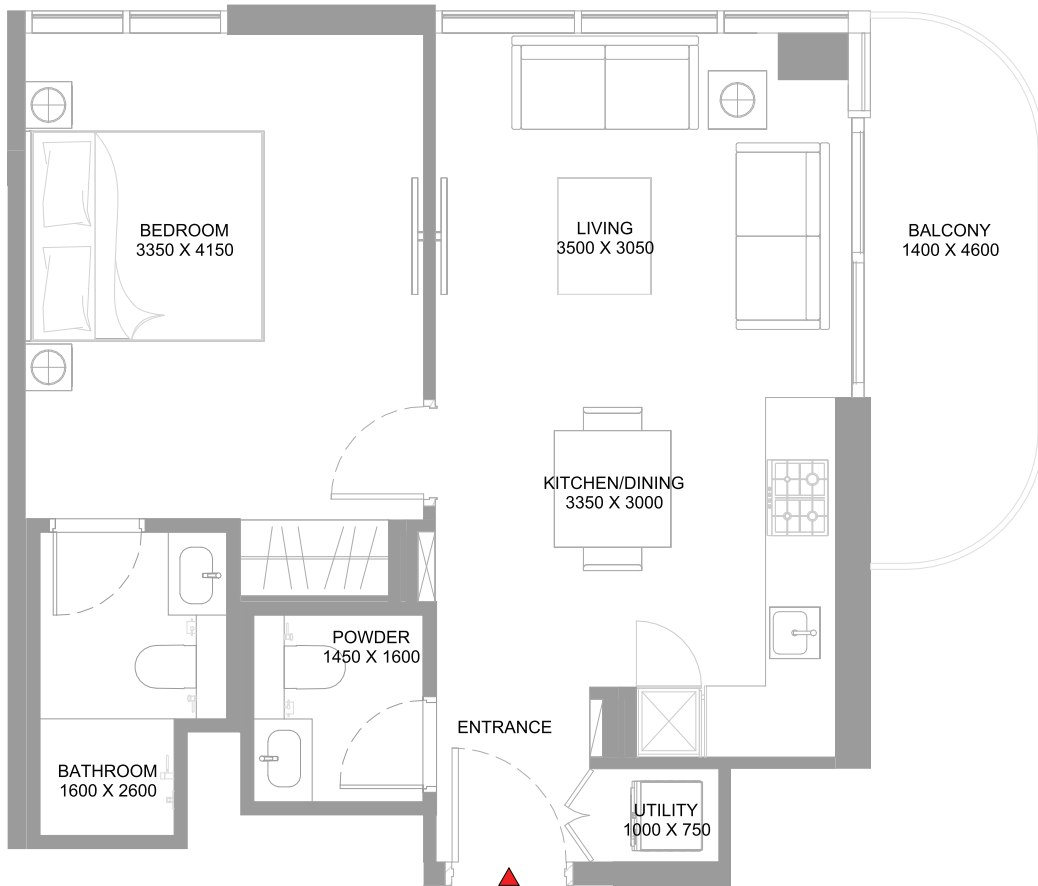 BEDROOM
3350 X 4150
LIVING
3500 X 3050
BALCONY
1400 X 4600
KITCHEN/DINING
3350 X 3000
POWDER
1450 X 1600
ENTRANCE
BATHROOM
1600 X 2600
UTILITY
1000 X 750